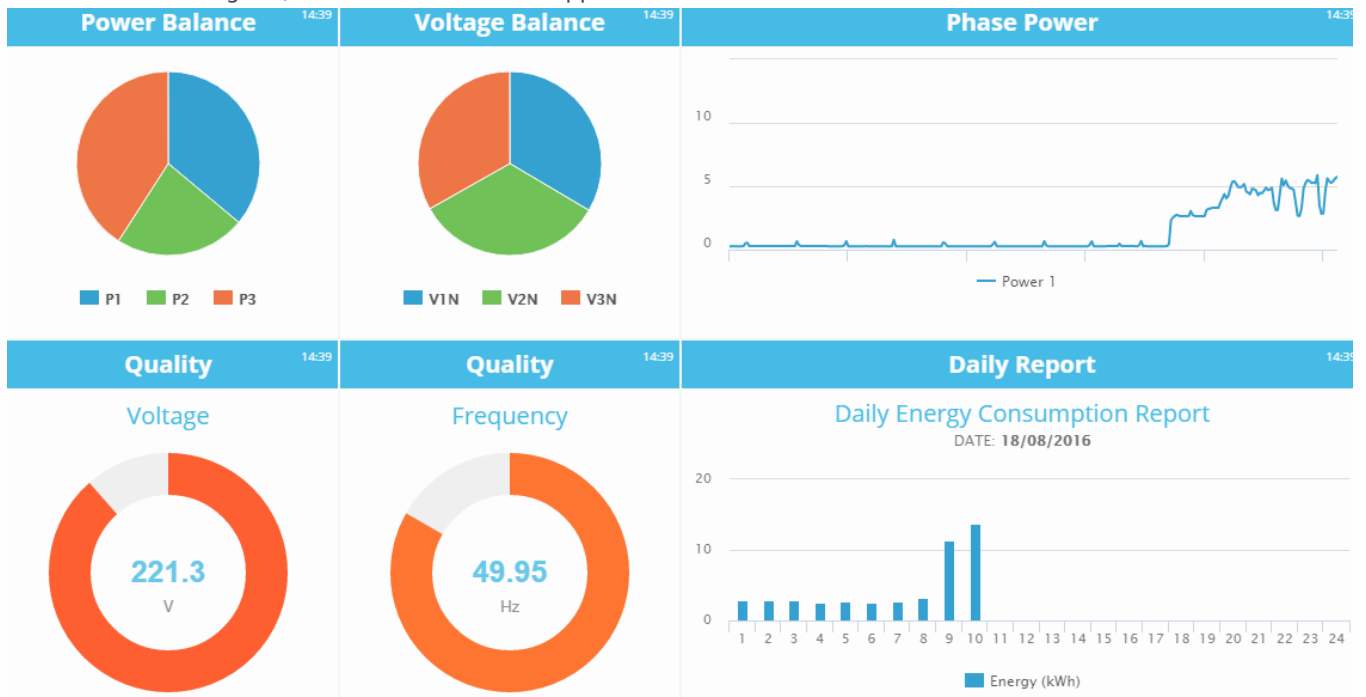 Power Balance 14:39
Voltage Balance 14:39
Phase Power 14:39
10
5
0
P1 P2 P3
V1N V2N V3N
Power 1
Quality 14:39
Quality 14:39
Daily Report 14:39
Voltage
221.3
V
Frequency
49.95
Hz
Daily Energy Consumption Report
DATE: 18/08/2016
20
10
0
1 2 3 4 5 6 7 8 9 10 11 12 13 14 15 16 17 18 19 20 21 22 23 24
Energy (kWh)